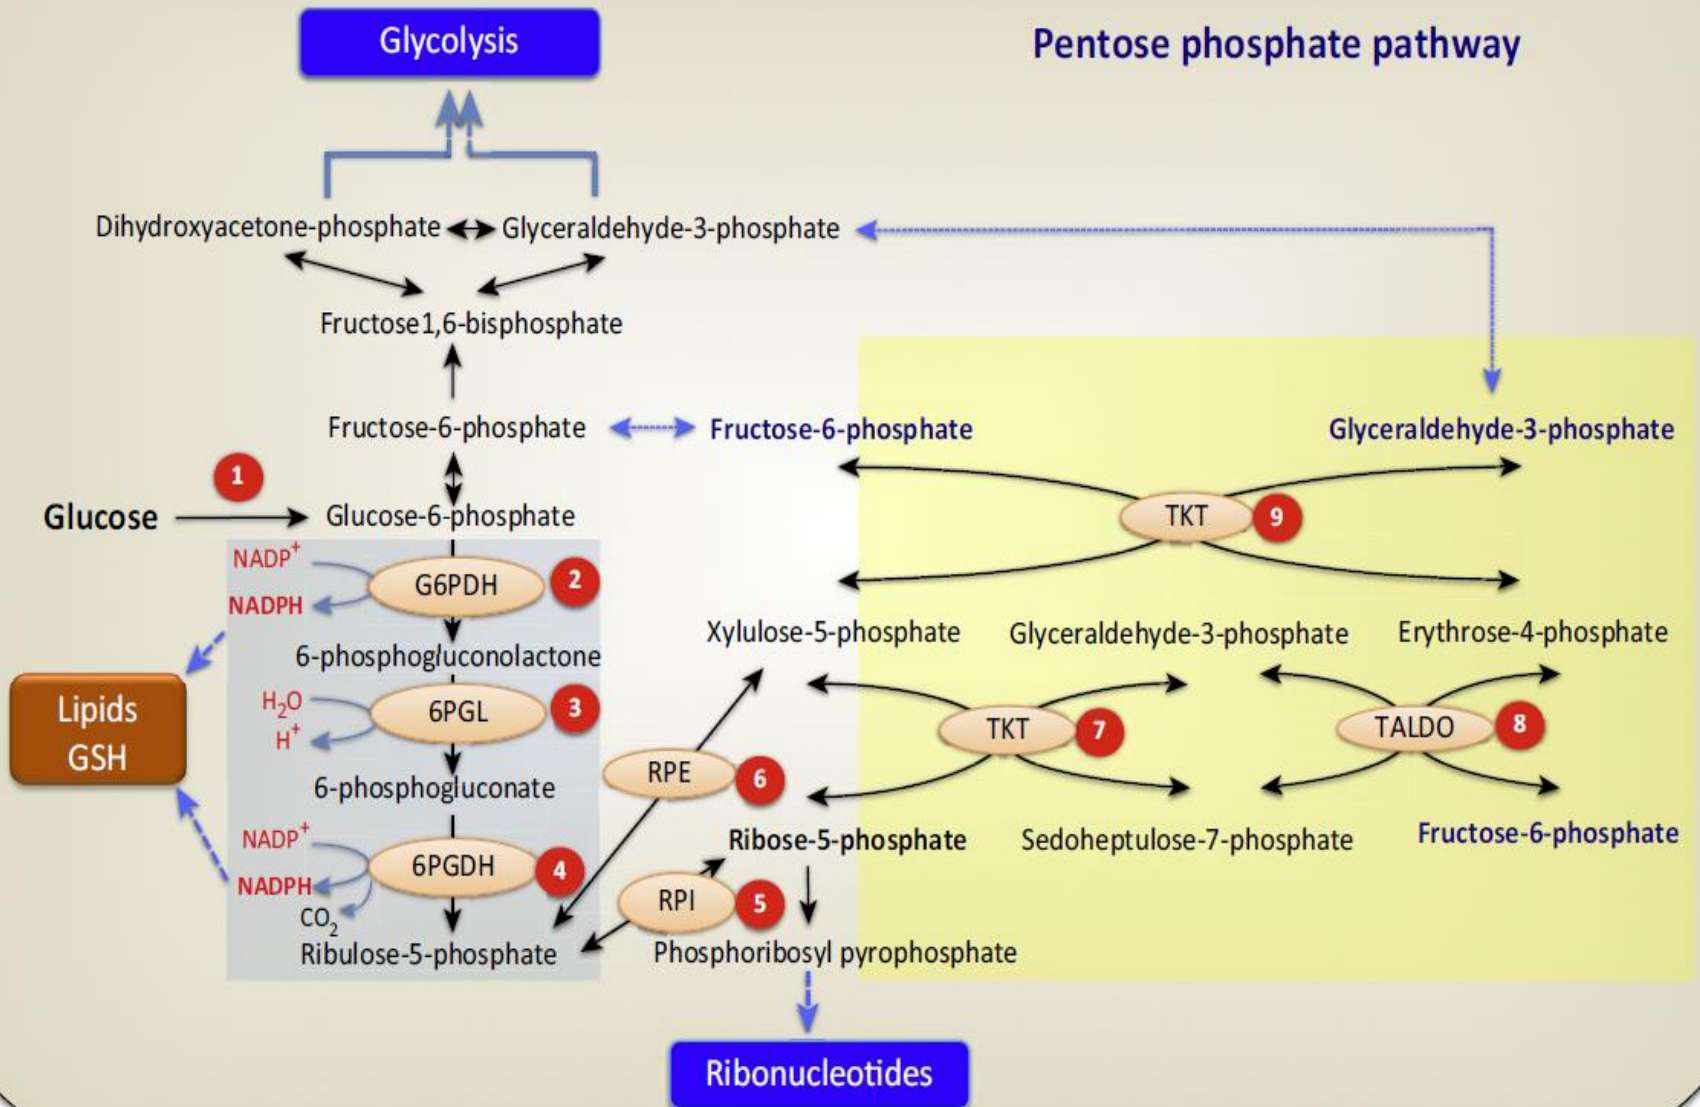 Glycolysis
Pentose phosphate pathway
Dihydroxyacetone-phosphate
Glyceraldehyde-3-phosphate
Fructose1,6-bisphosphate
Fructose-6-phosphate
Fructose-6-phosphate
Glyceraldehyde-3-phosphate
1
Glucose
Glucose-6-phosphate
TKT
9
NADP+
G6PDH
2
NADPH
6-phosphogluconolactone
Xylulose-5-phosphate
Glyceraldehyde-3-phosphate
Erythrose-4-phosphate
Lipids
GSH
H2O
6PGL
3
H+
TKT
7
TALDO
8
RPE
6
6-phosphogluconate
NADP+
6PGDH
4
NADPH
CO2
Ribulose-5-phosphate
Ribose-5-phosphate
Sedoheptulose-7-phosphate
Fructose-6-phosphate
RPI
5
Phosphoribosyl pyrophosphate
Ribonucleotides